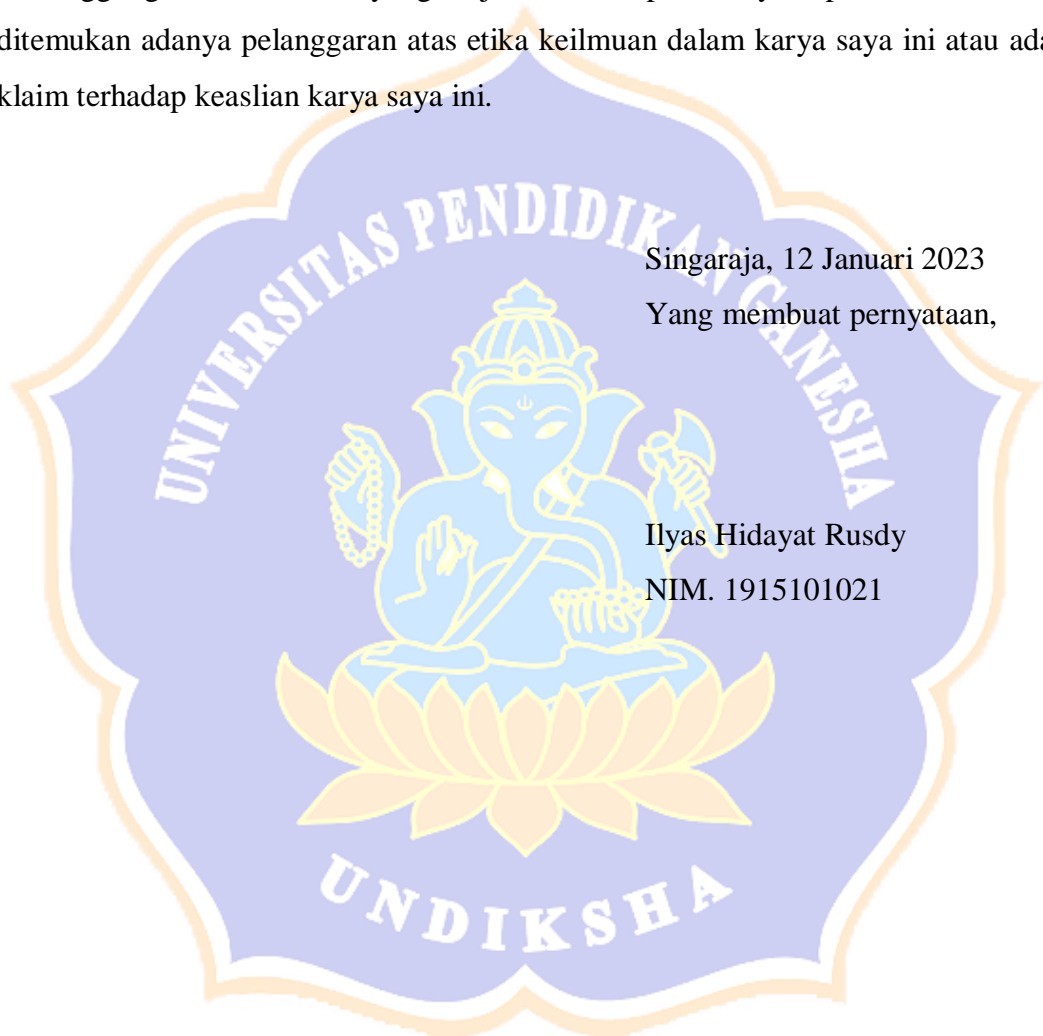 ditemukan adanya pelanggaran atas etika keilmuan dalam karya saya ini atau ada
klaim terhadap keaslian karya saya ini.
UNIVERSITAS PENDIDIKAN GANESHA
Singaraja, 12 Januari 2023
Yang membuat pernyataan,
Ilyas Hidayat Rusdy
NIM. 1915101021
UNDIKSHA